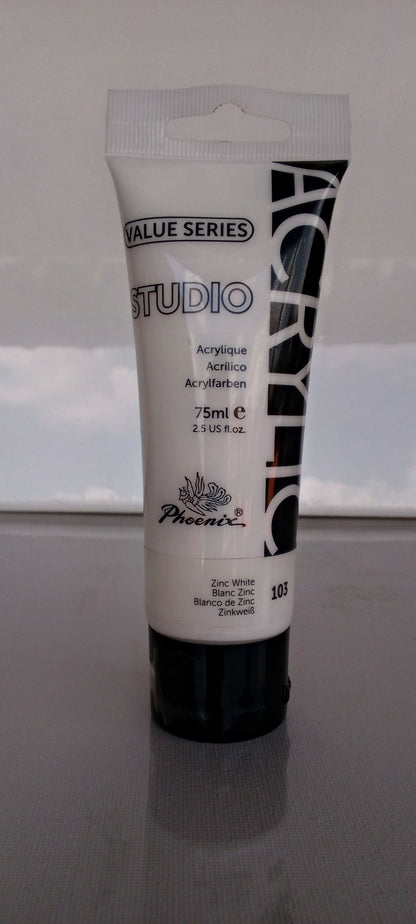 VALUE SERIES
STUDIO
ACRYLIC
Acrylique
Acrílico
Acrylfarben
75ml e
2.5 US fl.oz.
Phoenix®
Zinc White
Blanc Zinc
Blanco de Zinc
Zinkweiß
103